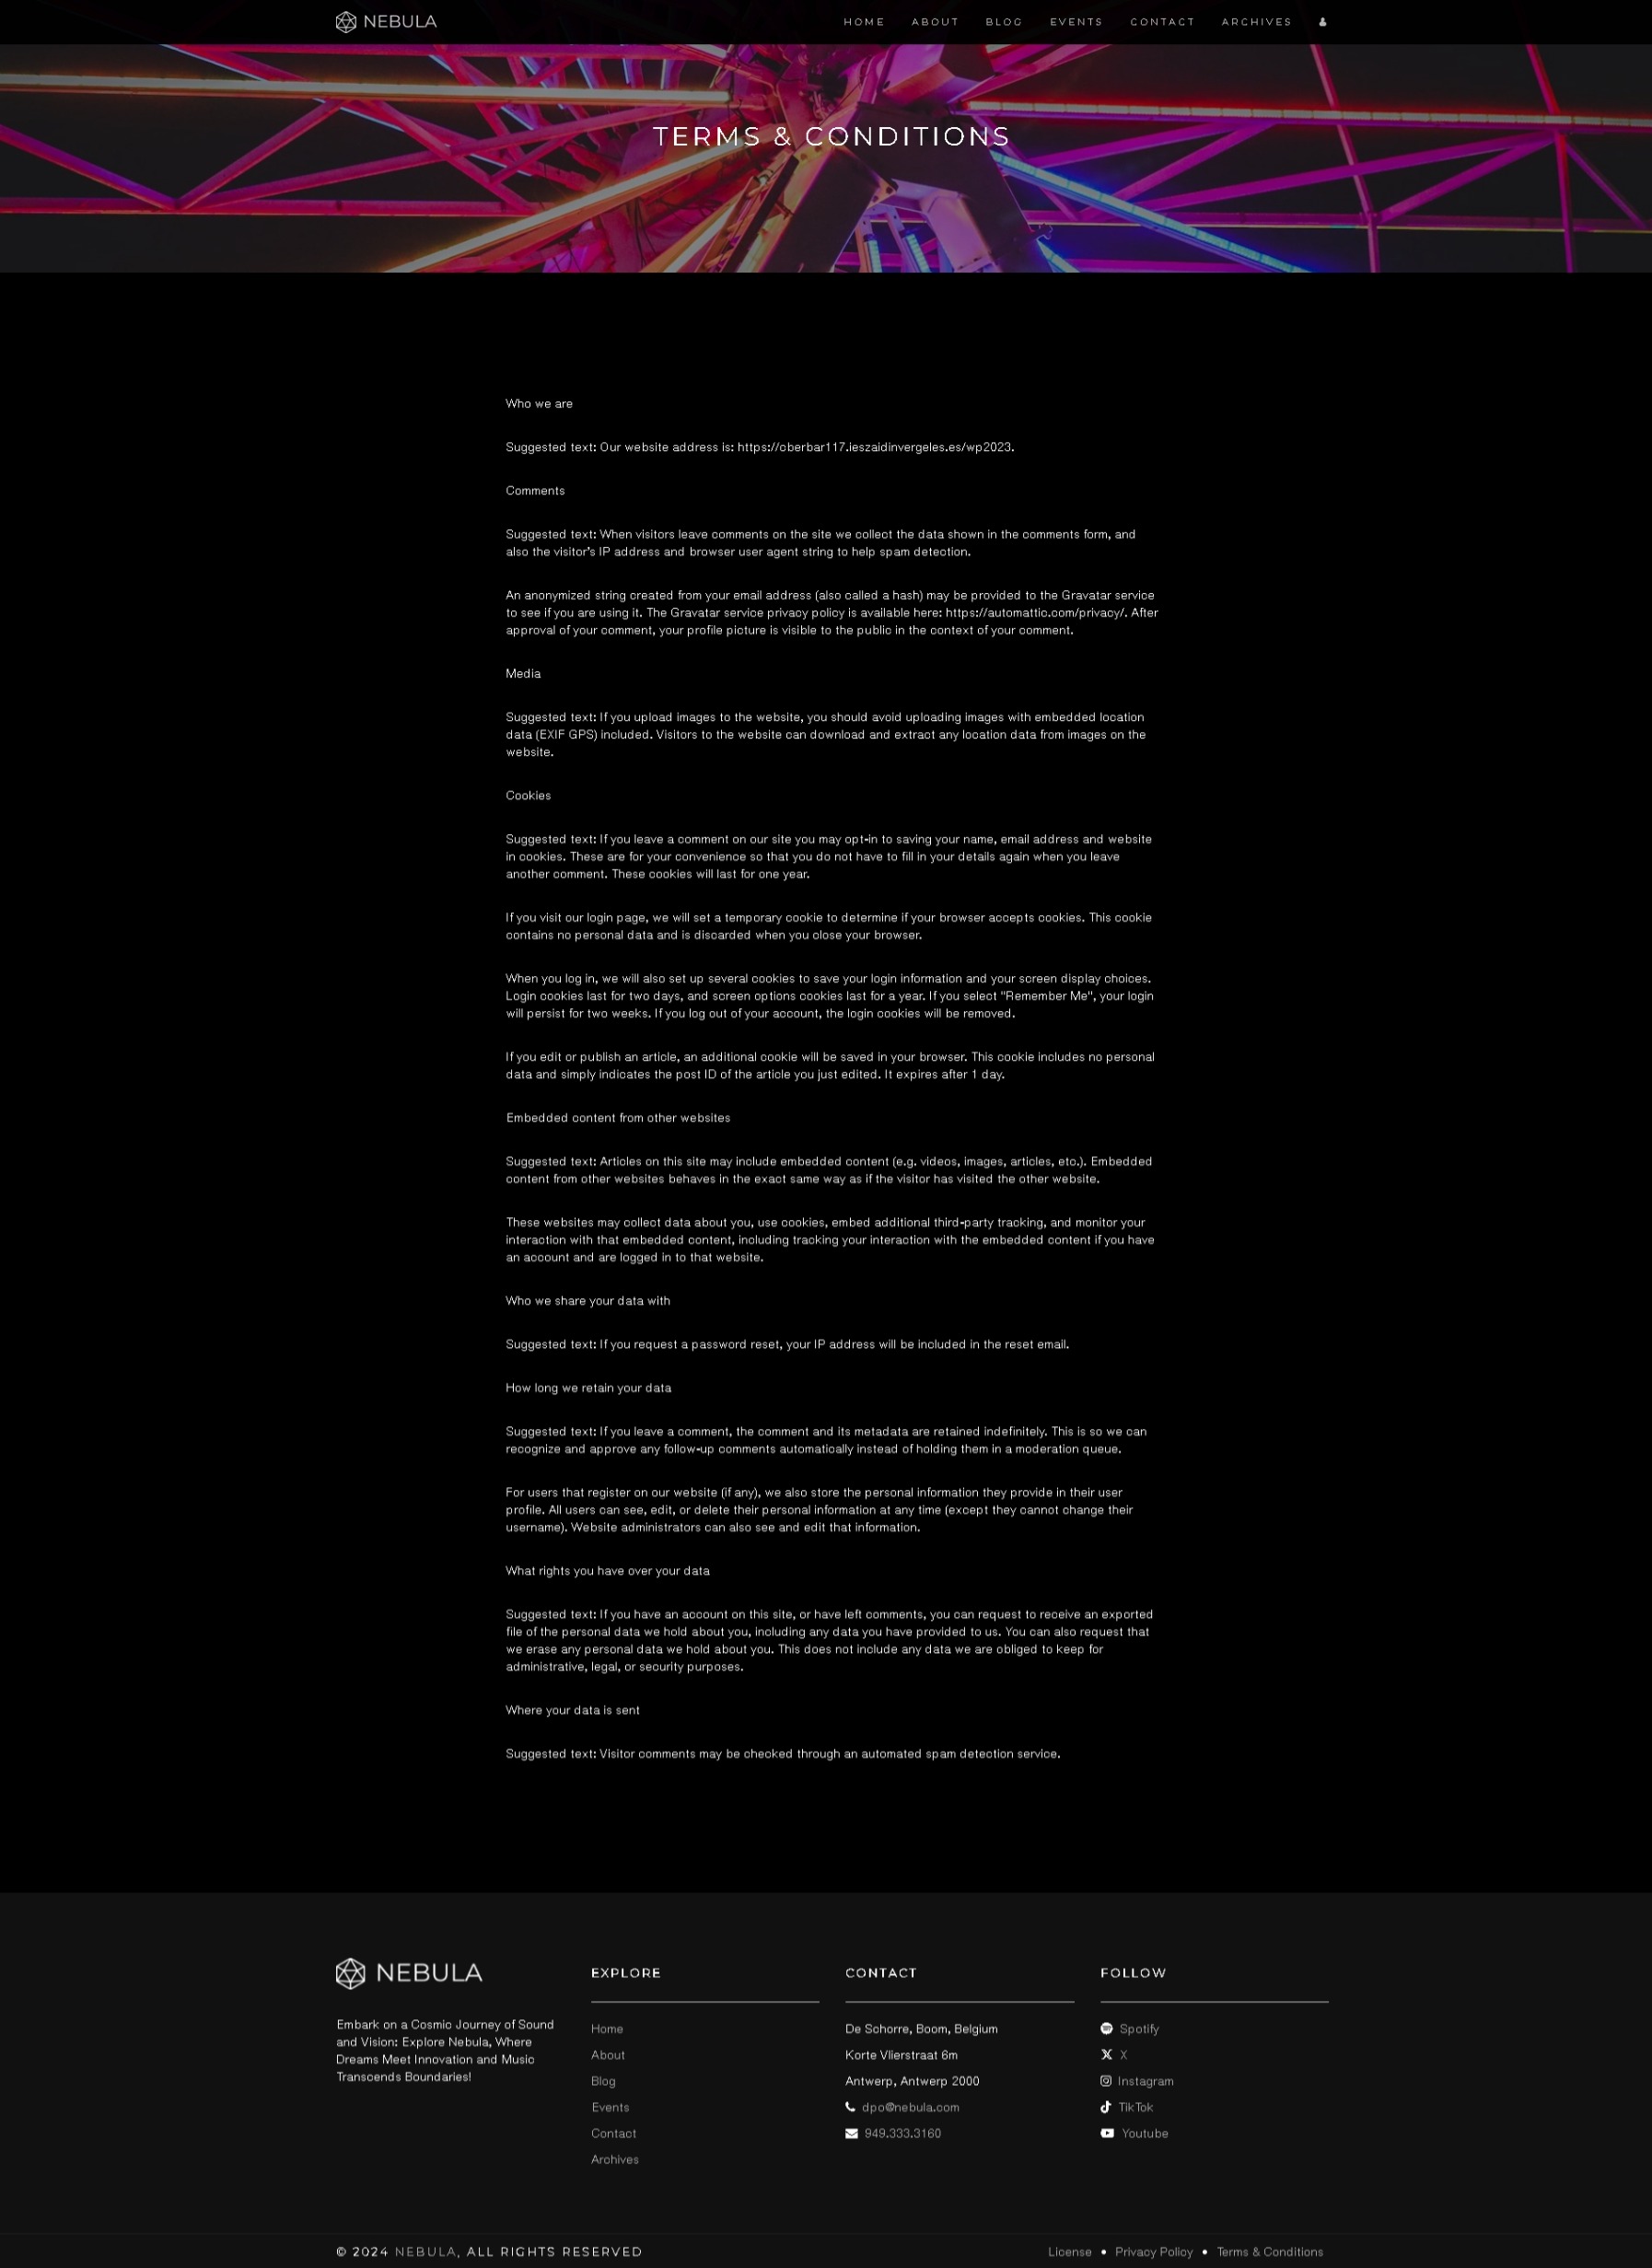 NEBULA
HOME ABOUT BLOG EVENTS CONTACT ARCHIVES
TERMS & CONDITIONS
Who we are
Suggested text: Our website address is: https://cberbar117.ieszaidinvergeles.es/wp2023.
Comments
Suggested text: When visitors leave comments on the site we collect the data shown in the comments form, and
also the visitor's IP address and browser user agent string to help spam detection.
An anonymized string created from your email address (also called a hash) may be provided to the Gravatar service
to see if you are using it. The Gravatar service privacy policy is available here: https://automattic.com/privacy/. After
approval of your comment, your profile picture is visible to the public in the context of your comment.
Media
Suggested text: If you upload images to the website, you should avoid uploading images with embedded location
data (EXIF GPS) included. Visitors to the website can download and extract any location data from images on the
website.
Cookies
Suggested text: If you leave a comment on our site you may opt-in to saving your name, email address and website
in cookies. These are for your convenience so that you do not have to fill in your details again when you leave
another comment. These cookies will last for one year.
If you visit our login page, we will set a temporary cookie to determine if your browser accepts cookies. This cookie
contains no personal data and is discarded when you close your browser.
When you log in, we will also set up several cookies to save your login information and your screen display choices.
Login cookies last for two days, and screen options cookies last for a year. If you select "Remember Me", your login
will persist for two weeks. If you log out of your account, the login cookies will be removed.
If you edit or publish an article, an additional cookie will be saved in your browser. This cookie includes no personal
data and simply indicates the post ID of the article you just edited. It expires after 1 day.
Embedded content from other websites
Suggested text: Articles on this site may include embedded content (e.g. videos, images, articles, etc.). Embedded
content from other websites behaves in the exact same way as if the visitor has visited the other website.
These websites may collect data about you, use cookies, embed additional third-party tracking, and monitor your
interaction with that embedded content, including tracking your interaction with the embedded content if you have
an account and are logged in to that website.
Who we share your data with
Suggested text: If you request a password reset, your IP address will be included in the reset email.
How long we retain your data
Suggested text: If you leave a comment, the comment and its metadata are retained indefinitely. This is so we can
recognize and approve any follow-up comments automatically instead of holding them in a moderation queue.
For users that register on our website (if any), we also store the personal information they provide in their user
profile. All users can see, edit, or delete their personal information at any time (except they cannot change their
username). Website administrators can also see and edit that information.
What rights you have over your data
Suggested text: If you have an account on this site, or have left comments, you can request to receive an exported
file of the personal data we hold about you, including any data you have provided to us. You can also request that
we erase any personal data we hold about you. This does not include any data we are obliged to keep for
administrative, legal, or security purposes.
Where your data is sent
Suggested text: Visitor comments may be checked through an automated spam detection service.
NEBULA
Embark on a Cosmic Journey of Sound
and Vision: Explore Nebula, Where
Dreams Meet Innovation and Music
Transcends Boundaries!
EXPLORE
Home
About
Blog
Events
Contact
Archives
CONTACT
De Schorre, Boom, Belgium
Korte Vlierstraat 6m
Antwerp, Antwerp 2000
dpo@nebula.com
949.333.3160
FOLLOW
Spotify
X
Instagram
TikTok
Youtube
© 2024 NEBULA, ALL RIGHTS RESERVED
License • Privacy Policy • Terms & Conditions